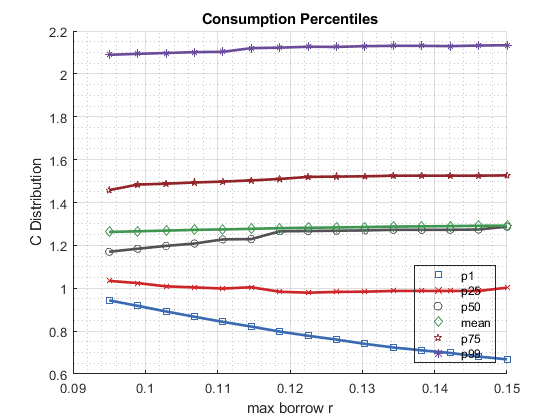 Consumption Percentiles
2.2
2
1.8
1.6
1.4
1.2
1
0.8
0.6
C Distribution
p1
p25
p50
mean
p75
p99
0.09
0.1
0.11
0.12
0.13
0.14
0.15
max borrow r